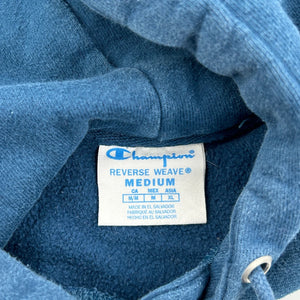 Champion
REVERSE WEAVE®
MEDIUM
CA MEX ASIA
M/M M XL
MADE IN EL SALVADOR
FABRIQUÉ AU SALVADOR
HECHO EN EL SALVADOR